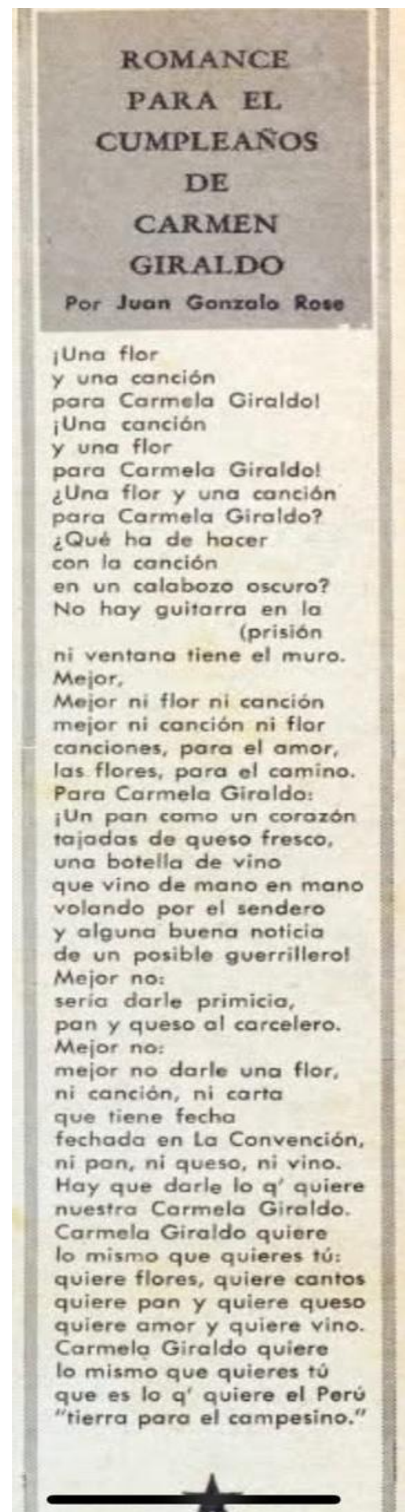 ROMANCE
PARA EL
CUMPLEAÑOS
DE
CARMEN
GIRALDO
Por Juan Gonzalo Rose
¡Una flor
y una canción
para Carmela Giraldo!
¡Una canción
y una flor
para Carmela Giraldo!
¿Una flor y una canción
para Carmela Giraldo?
¿Qué ha de hacer
con la canción
en un calabozo oscuro?
No hay guitarra en la
(prisión
ni ventana tiene el muro.
Mejor,
Mejor ni flor ni canción
mejor ni canción ni flor
canciones, para el amor,
las flores, para el camino.
Para Carmela Giraldo:
¡Un pan como un corazón
tajadas de queso fresco,
una botella de vino
que vino de mano en mano
volando por el sendero
y alguna buena noticia
de un posible guerrillero!
Mejor no:
sería darle primicia,
pan y queso al carcelero.
Mejor no:
mejor no darle una flor,
ni canción, ni carta
que tiene fecha
fechada en La Convención,
ni pan, ni queso, ni vino.
Hay que darle lo q' quiere
nuestra Carmela Giraldo.
Carmela Giraldo quiere
lo mismo que quieres tú:
quiere flores, quiere cantos
quiere pan y quiere queso
quiere amor y quiere vino.
Carmela Giraldo quiere
lo mismo que quieres tú
que es lo q' quiere el Perú
"tierra para el campesino."